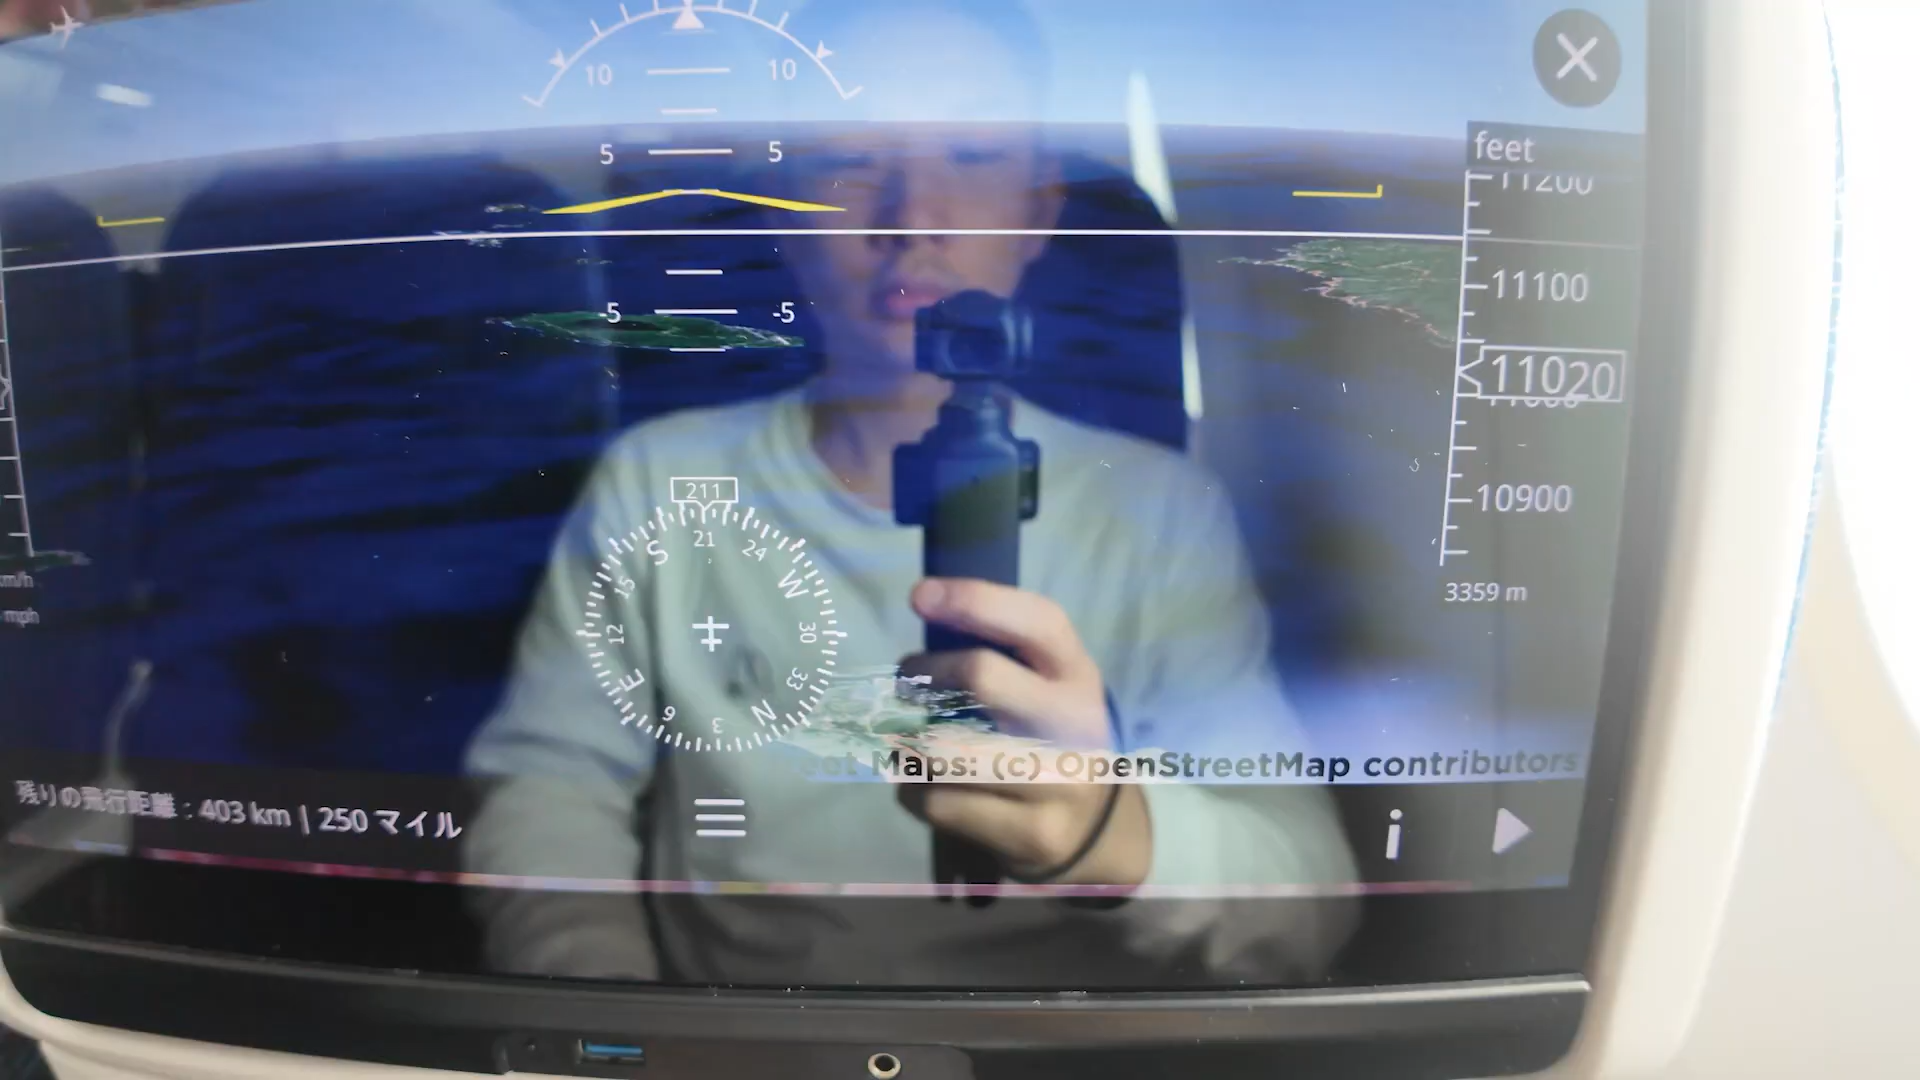 10 10
5 5
feet
11200
11100
-5 -5
11020
11000
211
21
24
S
W
15
10900
12
30
km/h
3359 m
E
33
mph
6
3
N
Maps: (c) OpenStreetMap contributors
残りの飛行距離 : 403 km | 250 マイル
i